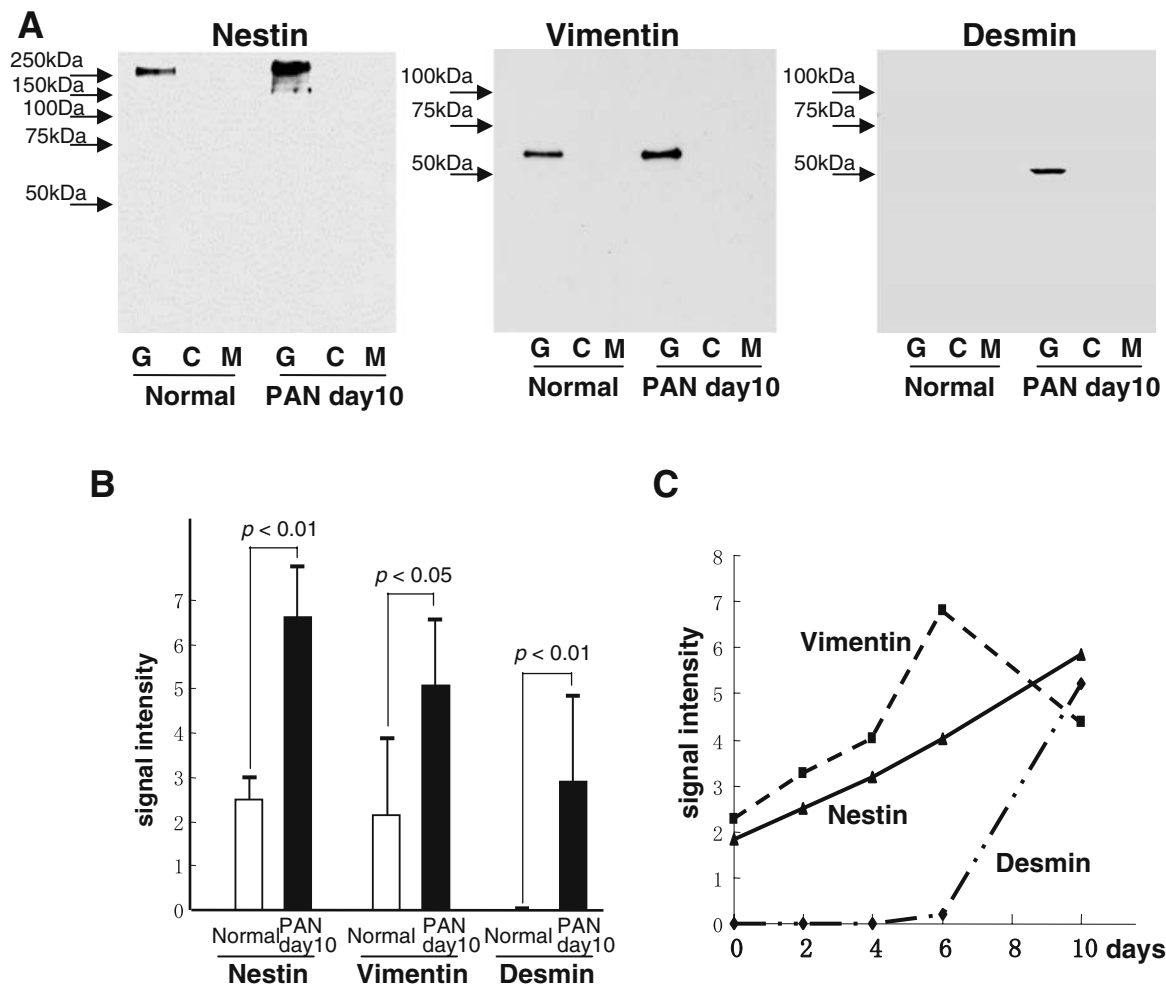 A
Nestin
Vimentin
Desmin
250kDa
150kDa
100Da
75kDa
50kDa
100kDa
75kDa
50kDa
100kDa
75kDa
50kDa
G C M G C M
Normal PAN day10
G C M G C M
Normal PAN day10
G C M G C M
Normal PAN day10
B
p < 0.01
p < 0.05
p < 0.01
signal intensity
7
6
5
4
3
2
1
0
Normal PAN day10
Normal PAN day10
Normal PAN day10
Nestin Vimentin Desmin
C
signal intensity
8
7
6
5
4
3
2
1
0
Vimentin
Nestin
Desmin
0 2 4 6 8 10 days